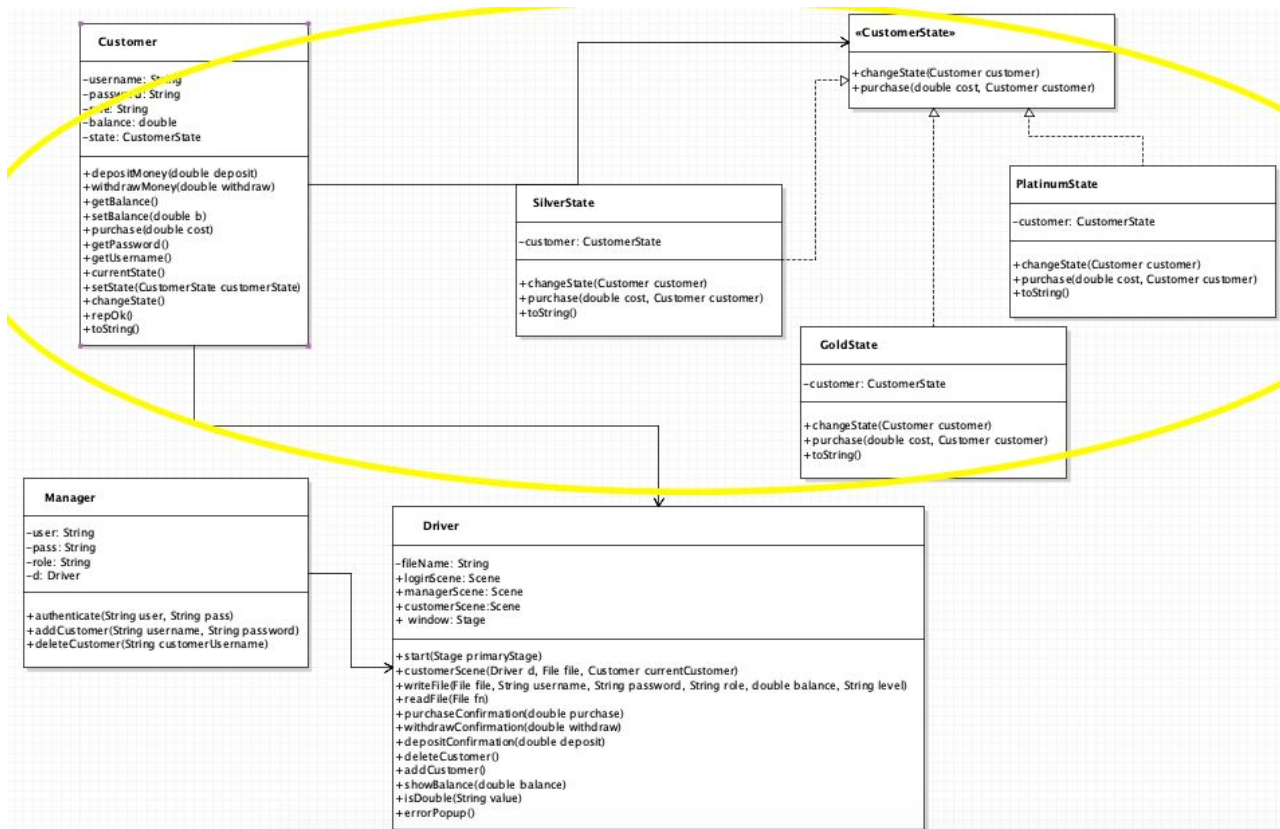 Customer
-username: String
-password: String
-role: String
-balance: double
-state: CustomerState
+depositMoney(double deposit)
+withdrawMoney(double withdraw)
+getBalance()
+setBalance(double b)
+purchase(double cost)
+getPassword()
+getUsername()
+currentState()
+setState(CustomerState customerState)
+changeState()
+repOk()
+toString()
«CustomerState»
+changeState(Customer customer)
+purchase(double cost, Customer customer)
SilverState
-customer: CustomerState
+changeState(Customer customer)
+purchase(double cost, Customer customer)
+toString()
PlatinumState
-customer: CustomerState
+changeState(Customer customer)
+purchase(double cost, Customer customer)
+toString()
GoldState
-customer: CustomerState
+changeState(Customer customer)
+purchase(double cost, Customer customer)
+toString()
Manager
-user: String
-pass: String
-role: String
-d: Driver
+authenticate(String user, String pass)
+addCustomer(String username, String password)
+deleteCustomer(String customerUsername)
Driver
-fileName: String
+loginScene: Scene
+managerScene: Scene
+customerScene:Scene
+ window: Stage
+start(Stage primaryStage)
+customerScene(Driver d, File file, Customer currentCustomer)
+writeFile(File file, String username, String password, String role, double balance, String level)
+readFile(File fn)
+purchaseConfirmation(double purchase)
+withdrawConfirmation(double withdraw)
+depositConfirmation(double deposit)
+deleteCustomer()
+addCustomer()
+showBalance(double balance)
+isDouble(String value)
+errorPopup()